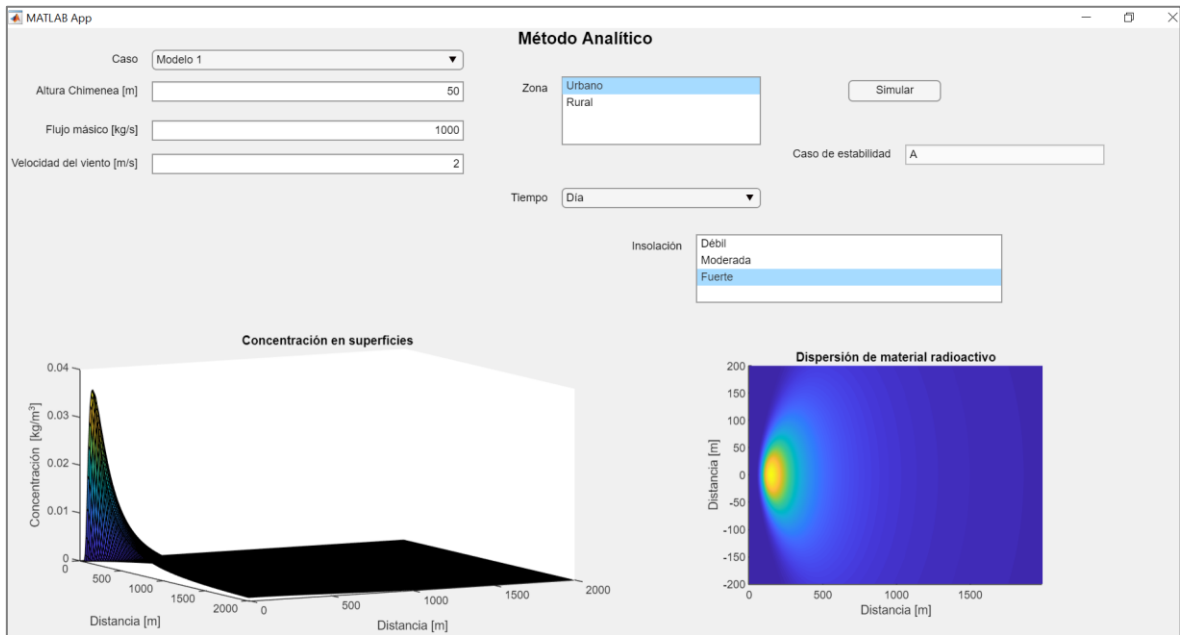 MATLAB App
Método Analítico
Caso
Modelo 1
Altura Chimenea [m]
50
Flujo másico [kg/s]
1000
Velocidad del viento [m/s]
2
Zona
Urbano
Rural
Simular
Caso de estabilidad
A
Tiempo
Día
Insolación
Débil
Moderada
Fuerte
Concentración en superficies
0.04
0.03
0.02
0.01
0
Concentración [kg/m³]
0
500
1000
1500
2000
Distancia [m]
0
500
1000
1500
2000
Distancia [m]
Dispersión de material radioactivo
200
150
100
50
0
-50
-100
-150
-200
Distancia [m]
0
500
1000
1500
Distancia [m]